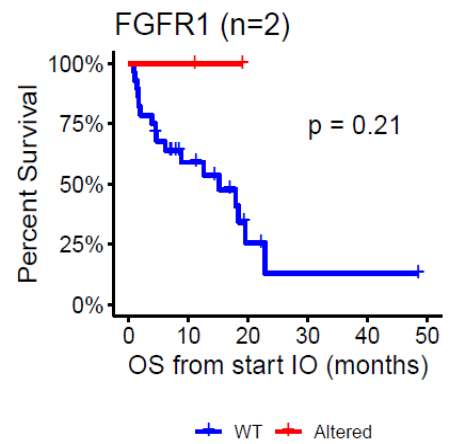 FGFR1 (n=2)
100%
75%
50%
25%
0%
Percent Survival
p = 0.21
0 10 20 30 40 50
OS from start IO (months)
WT Altered